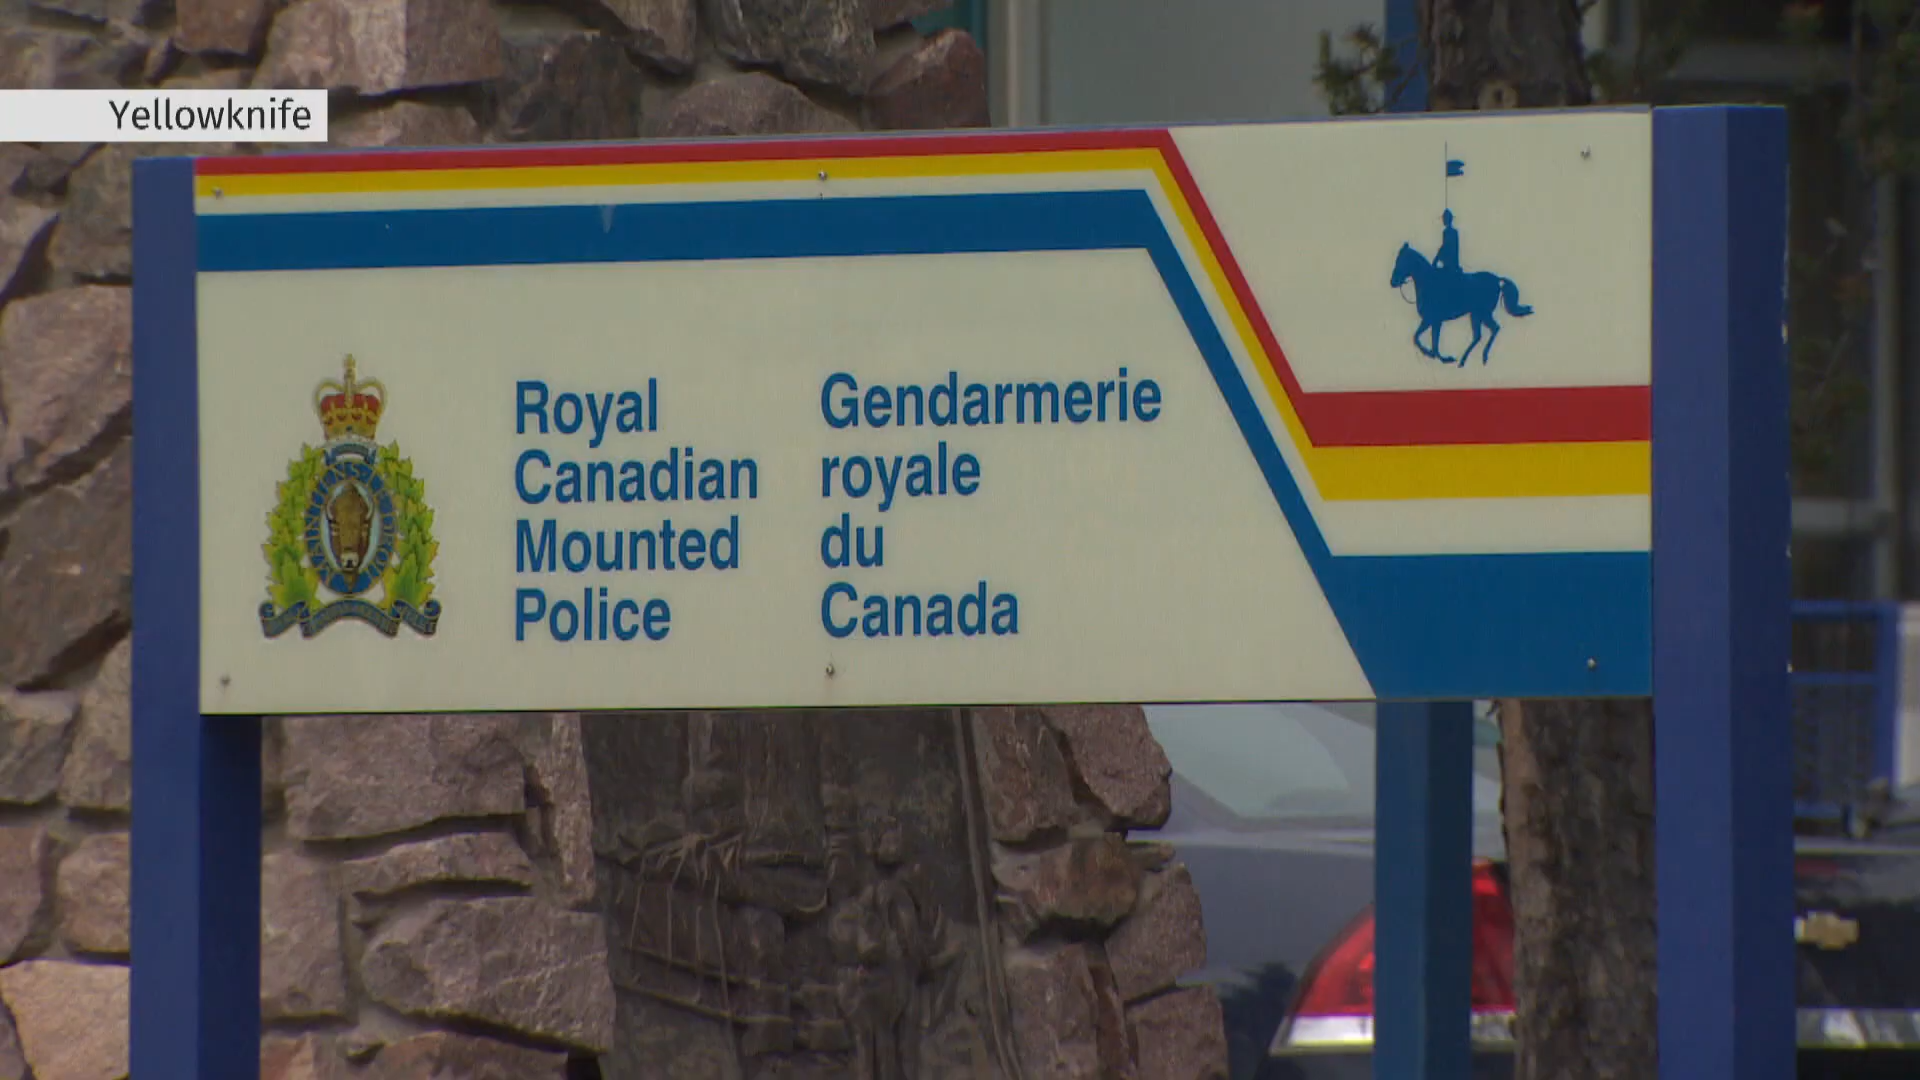 Yellowknife
Royal
Canadian
Mounted
Police
Gendarmerie
royale
du
Canada